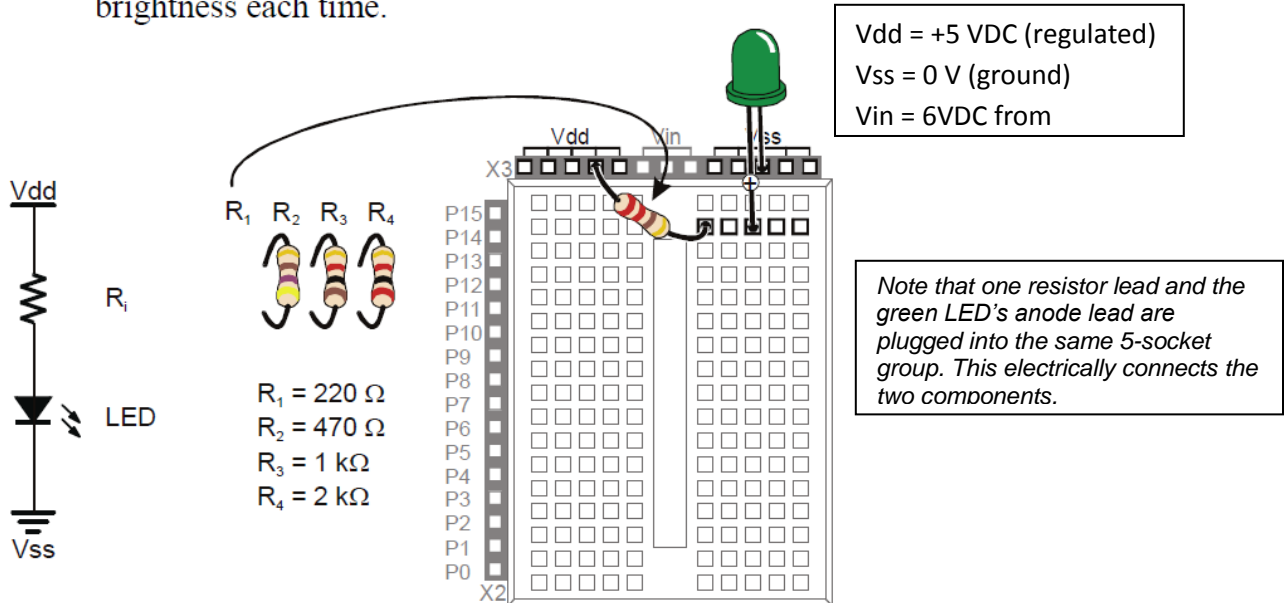 brightness each time.
Vdd = +5 VDC (regulated)
Vss = 0 V (ground)
Vin = 6VDC from
Vdd Vin Vss
X3
Vdd
R1 R2 R3 R4
Ri
LED
Vss
R1 = 220 Ω
R2 = 470 Ω
R3 = 1 kΩ
R4 = 2 kΩ
P15
P14
P13
P12
P11
P10
P9
P8
P7
P6
P5
P4
P3
P2
P1
P0
X2
+
Note that one resistor lead and the
green LED’s anode lead are
plugged into the same 5-socket
group. This electrically connects the
two components.